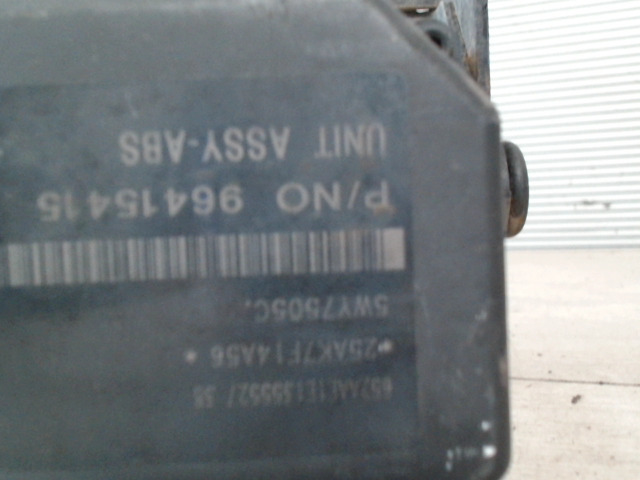 *25AK7F14A56*
5WY7505C
P/NO 96415415
UNIT ASSY-ABS